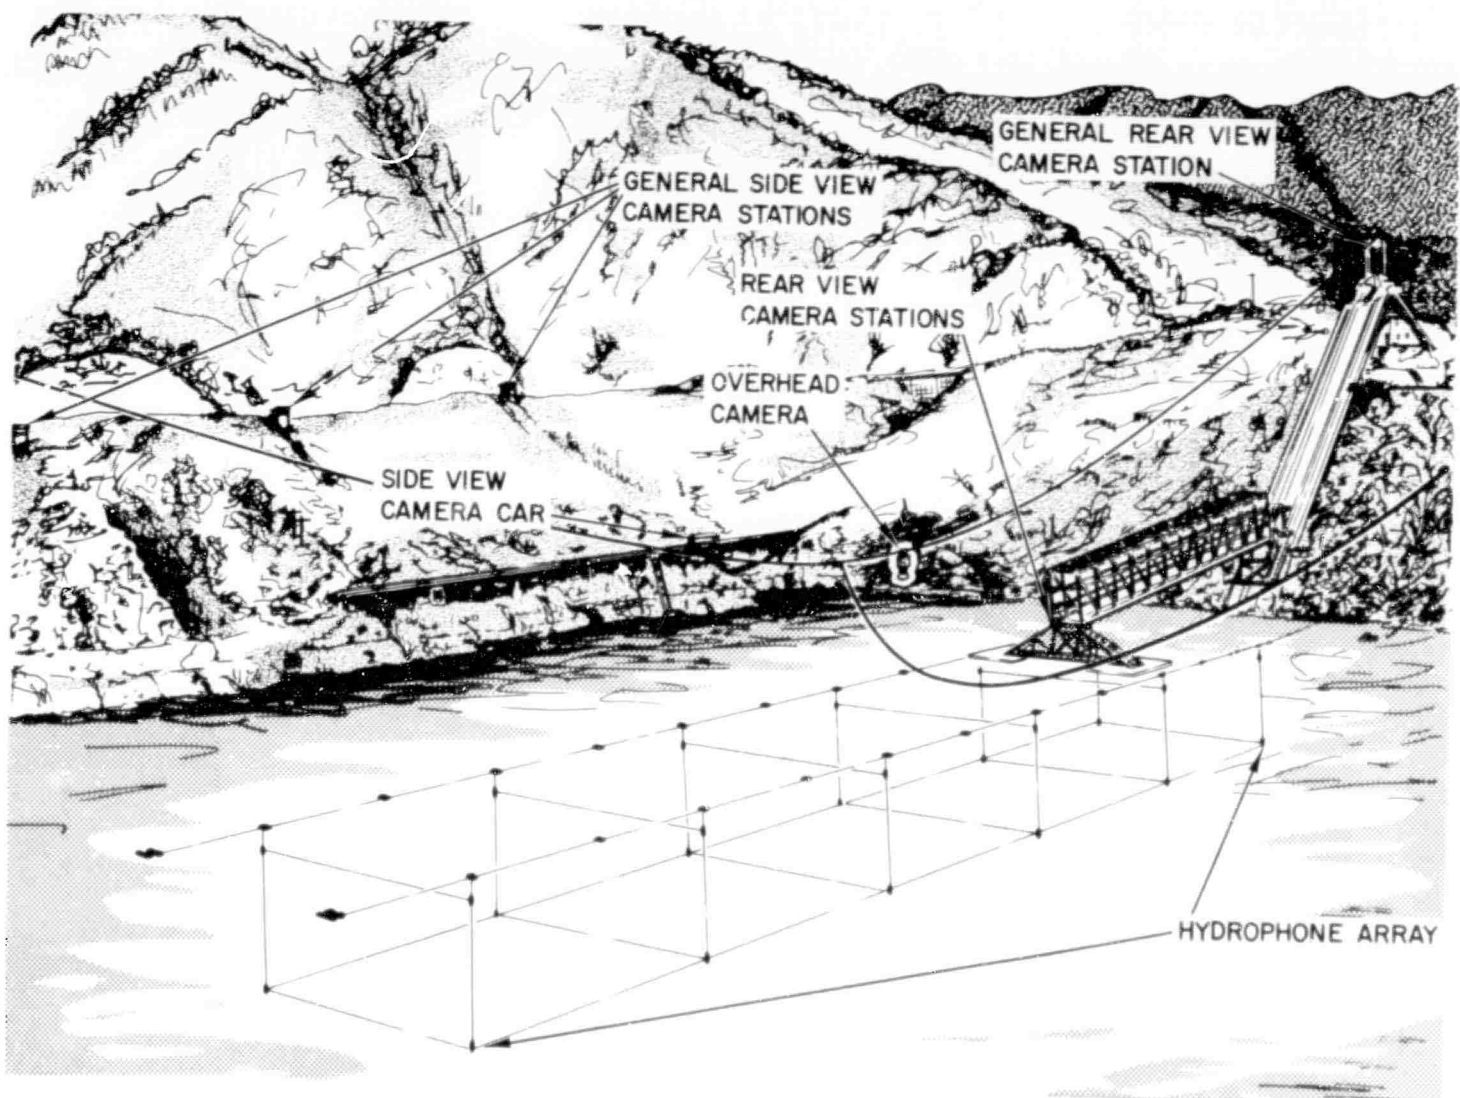 GENERAL REAR VIEW
CAMERA STATION
GENERAL SIDE VIEW
CAMERA STATIONS
REAR VIEW
CAMERA STATIONS
OVERHEAD
CAMERA
SIDE VIEW
CAMERA CAR
HYDROPHONE ARRAY